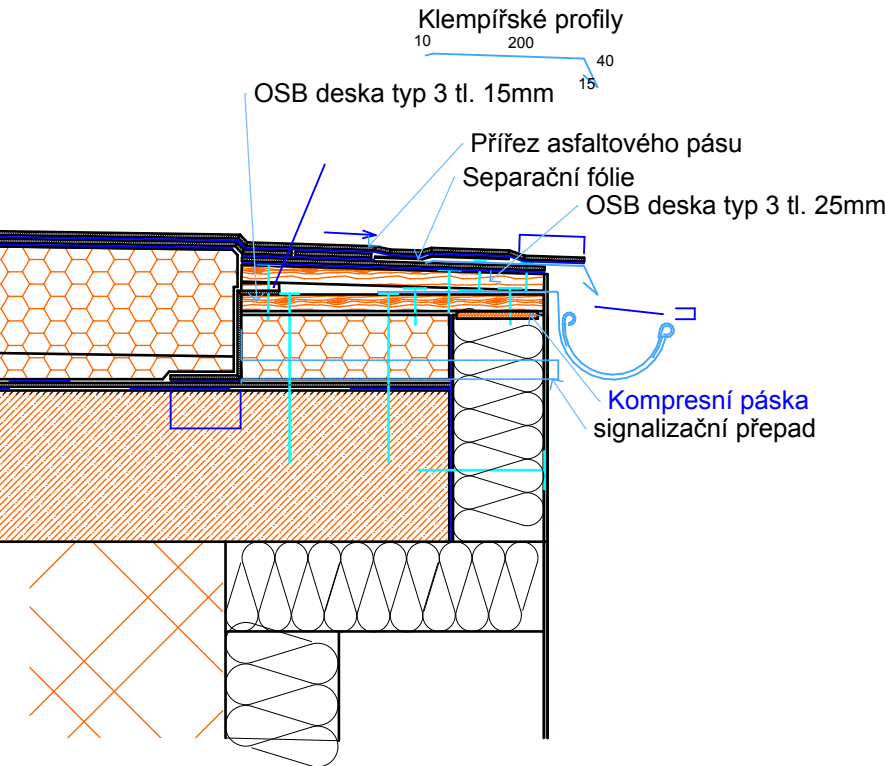 Klempířské profily
10
200
40
15
OSB deska typ 3 tl. 15mm
Přířez asfaltového pásu
Separační fólie
OSB deska typ 3 tl. 25mm
Kompresní páska
signalizační přepad